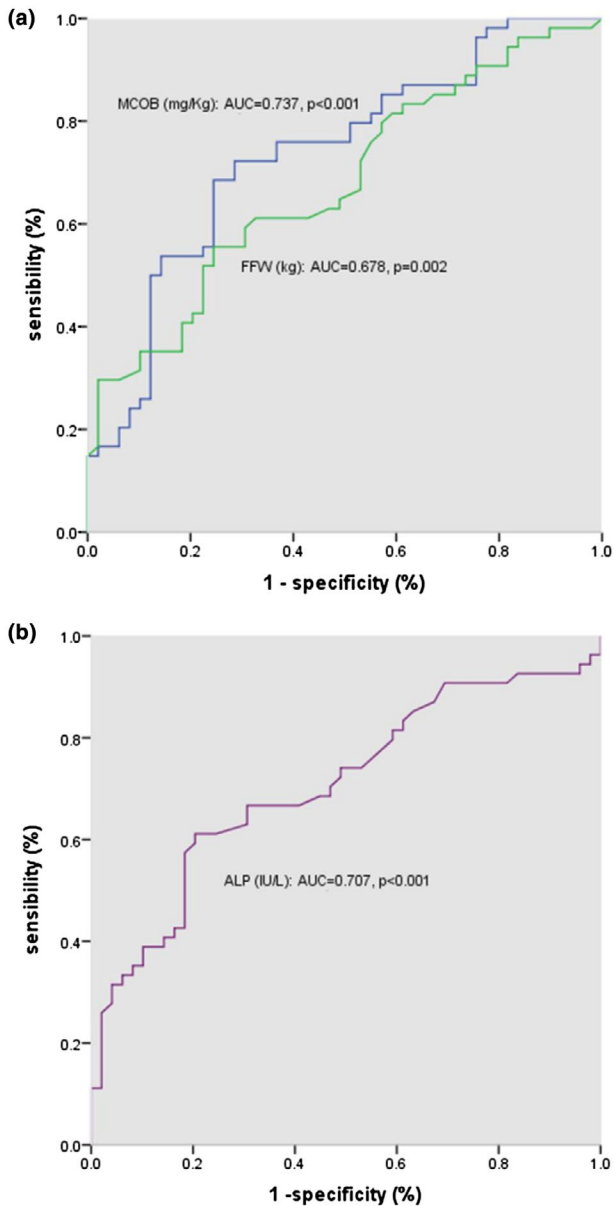 (a)
1.0
0.8
0.6
0.4
0.2
0.0
sensibility (%)
MCOB (mg/Kg): AUC=0.737, p<0.001
FFW (kg): AUC=0.678, p=0.002
0.0 0.2 0.4 0.6 0.8 1.0
1 - specificity (%)
(b)
1.0
0.8
0.6
0.4
0.2
0.0
sensibility (%)
ALP (IU/L): AUC=0.707, p<0.001
0.0 0.2 0.4 0.6 0.8 1.0
1 -specificity (%)